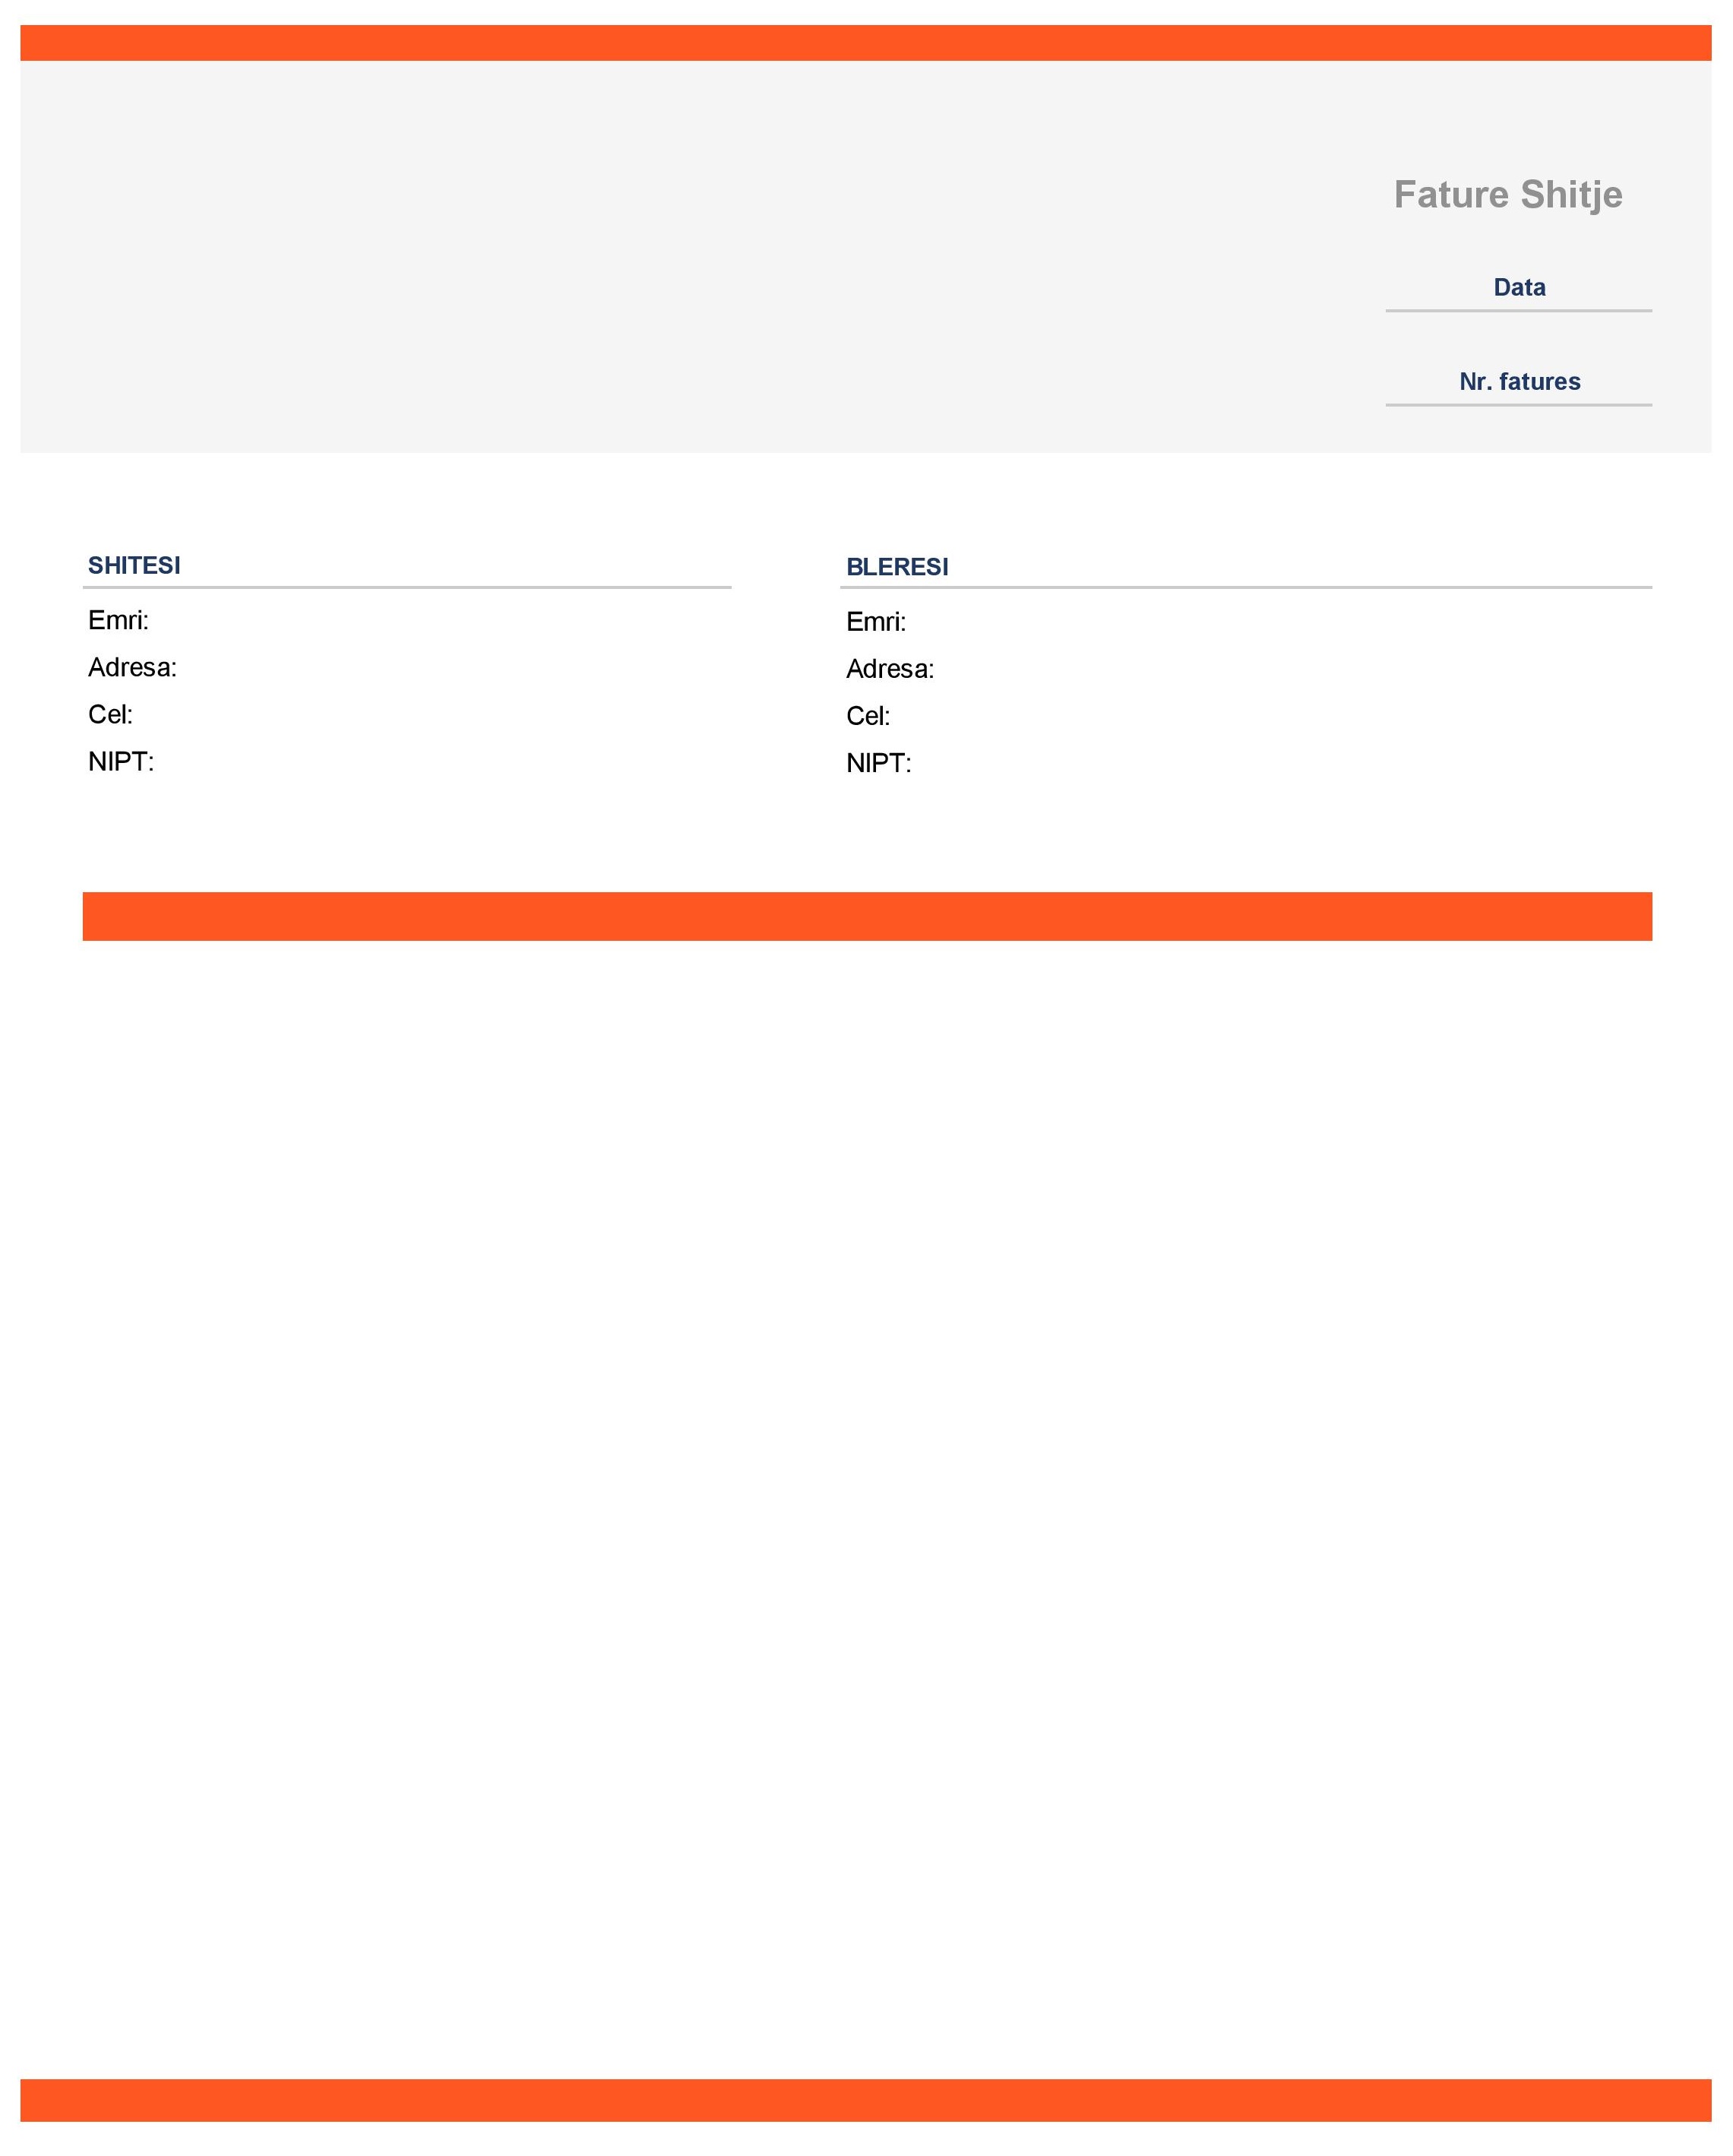 Fature Shitje
Data
Nr. fatures
SHITESI
Emri:
Adresa:
Cel:
NIPT:
BLERESI
Emri:
Adresa:
Cel:
NIPT: